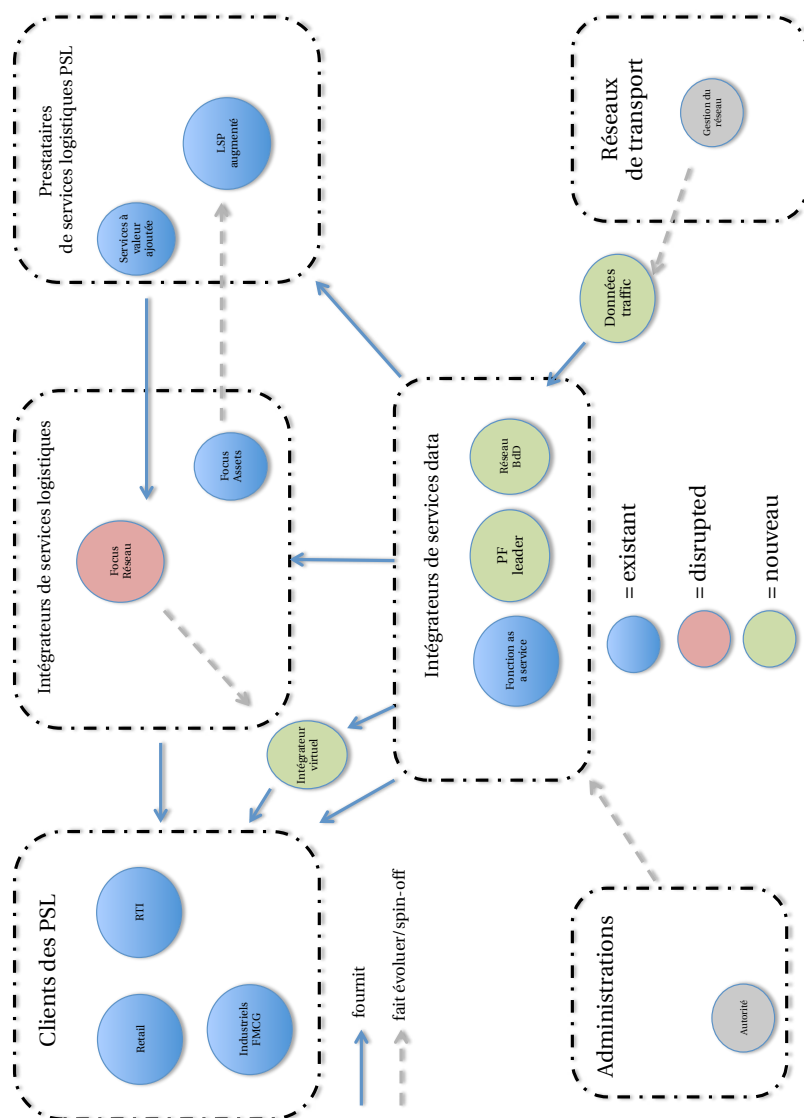 Clients des PSL
Retail
RTI
Industriels
FMCG
Intégrateurs de services logistiques
Focus
Réseau
Focus
Assets
Prestataires
de services logistiques PSL
Services à
valeur
ajoutée
LSP
augmenté
Intégrateur
virtuel
fournit
fait évoluer/spin-off
Intégrateurs de services data
Fonction as
a service
PF
leader
Réseau
BdD
Données
traffic
Administrations
Autorité
Réseaux
de transport
Gestion du
réseau
= existant
= disrupted
= nouveau